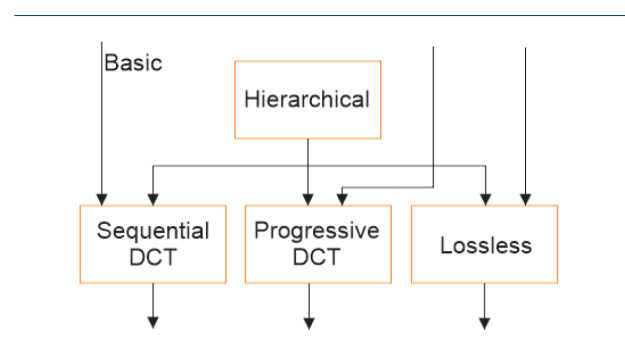 Basic
Hierarchical
Sequential
DCT
Progressive
DCT
Lossless